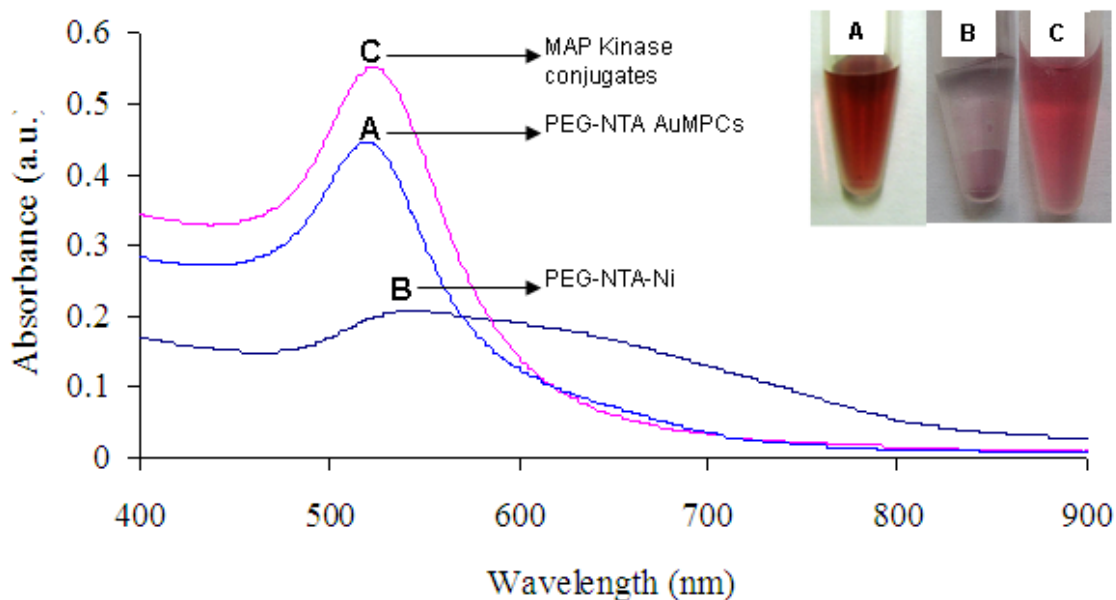 0.6
0.5
0.4
0.3
0.2
0.1
0
400 500 600 700 800 900
Absorbance (a.u.)
Wavelength (nm)
C
MAP Kinase
conjugates
A
PEG-NTA AuMPCs
B
PEG-NTA-Ni
A B C